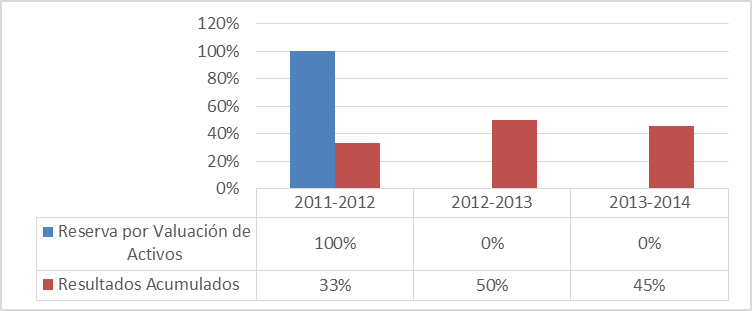 120%
100%
80%
60%
40%
20%
0%
2011-2012 2012-2013 2013-2014
Reserva por Valuación de
Activos
100% 0% 0%
Resultados Acumulados 33% 50% 45%